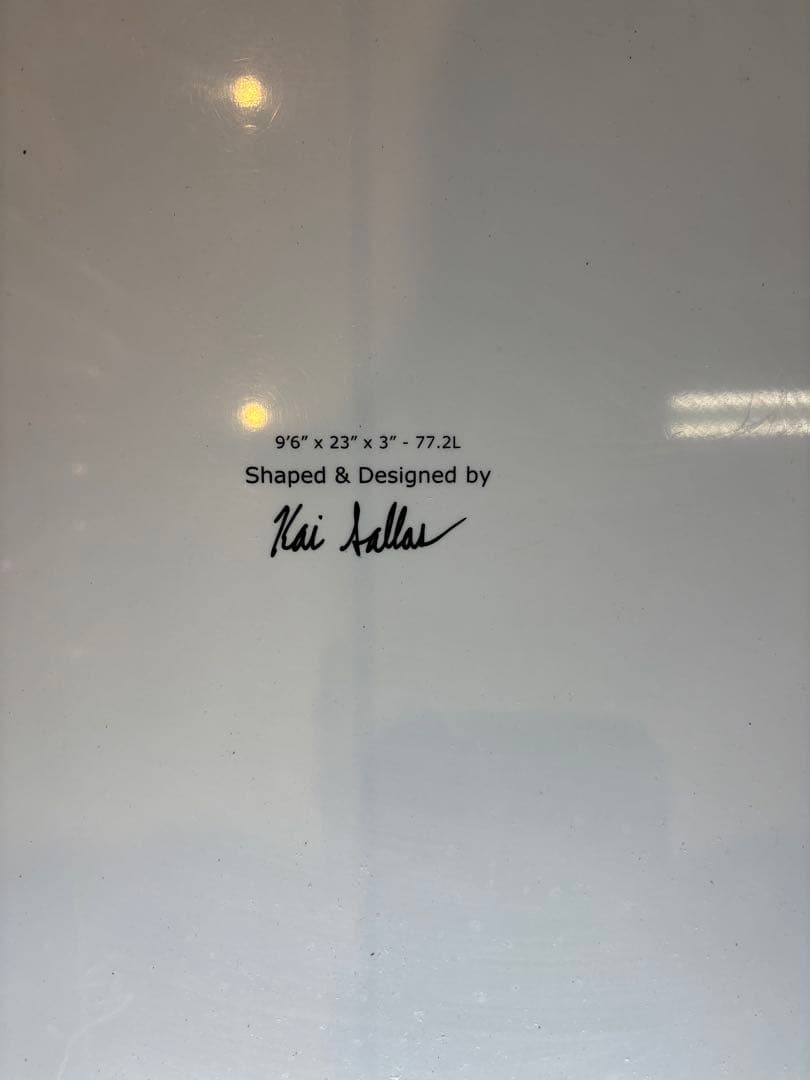 9’6” x 23” x 3” - 77.2L
Shaped & Designed by
Kai Sallas